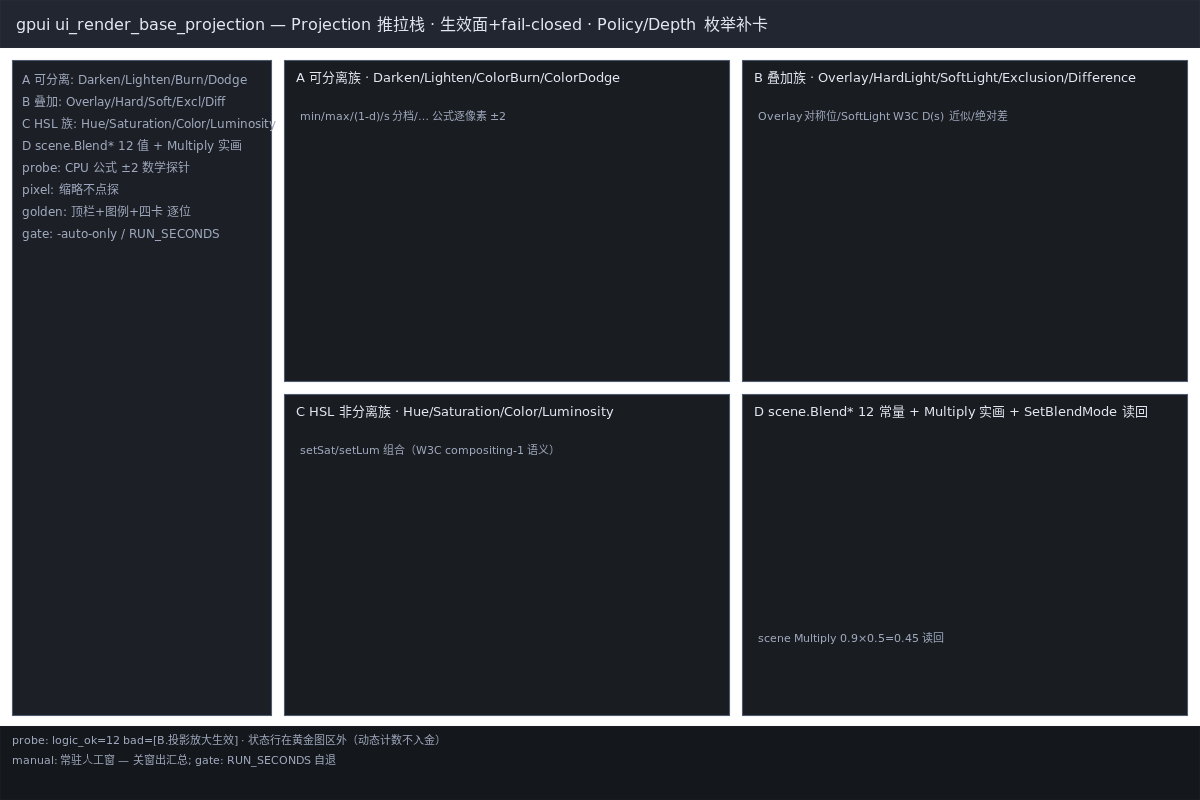 gpui ui_render_base_projection — Projection 推拉栈 · 生效面+fail-closed · Policy/Depth 枚举补卡
A 可分离: Darken/Lighten/Burn/Dodge
B 叠加: Overlay/Hard/Soft/Excl/Diff
C HSL 族: Hue/Saturation/Color/Luminosity
D scene.Blend* 12 值 + Multiply 实画
probe: CPU 公式 ±2 数学探针
pixel: 缩略不点探
golden: 顶栏+图例+四卡 逐位
gate: -auto-only / RUN_SECONDS
A 可分离族 · Darken/Lighten/ColorBurn/ColorDodge
min/max/(1-d)/s 分档/… 公式逐像素 ±2
B 叠加族 · Overlay/HardLight/SoftLight/Exclusion/Difference
Overlay 对称位/SoftLight W3C D(s) 近似/绝对差
C HSL 非分离族 · Hue/Saturation/Color/Luminosity
setSat/setLum 组合（W3C compositing-1 语义）
D scene.Blend* 12 常量 + Multiply 实画 + SetBlendMode 读回
scene Multiply 0.9×0.5=0.45 读回
probe: logic_ok=12 bad=[B.投影放大生效] · 状态行在黄金图区外（动态计数不入金）
manual: 常驻人工窗 — 关窗出汇总; gate: RUN_SECONDS 自退